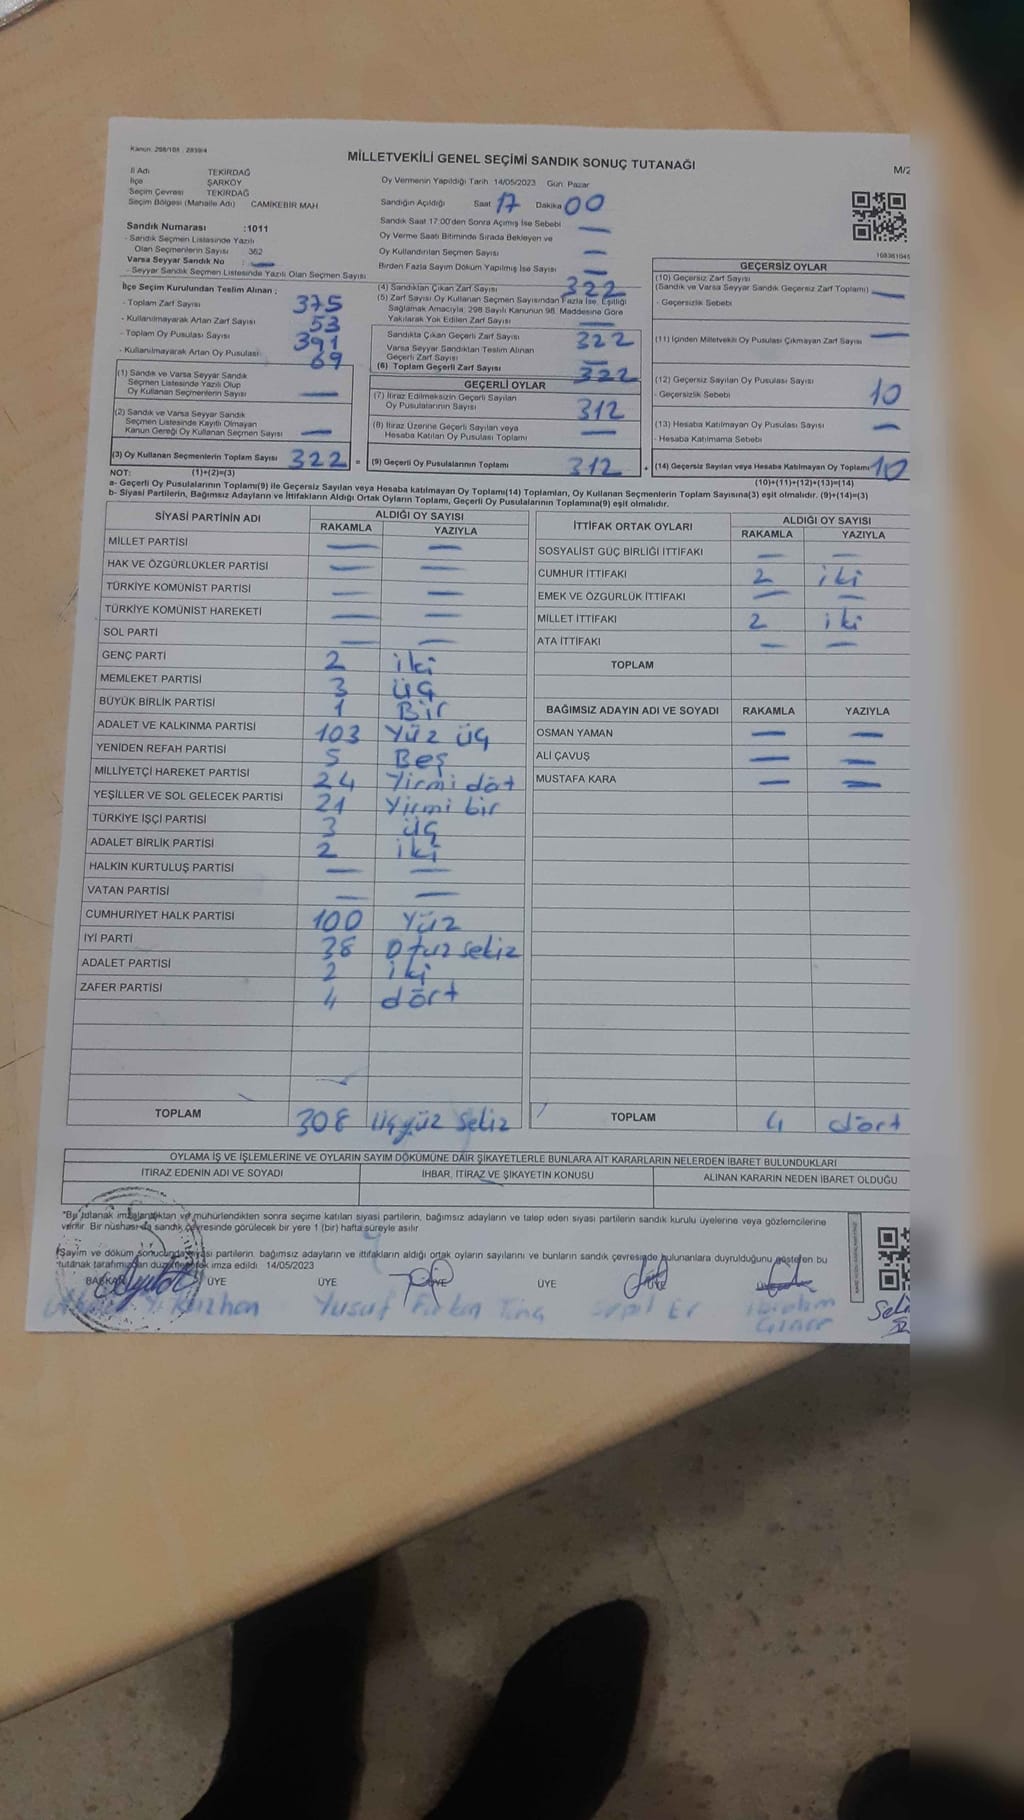 Kanun: 298/105 : 2839/4
MİLLETVEKİLİ GENEL SEÇİMİ SANDIK SONUÇ TUTANAĞI
M/2
İl Adı TEKİRDAĞ
İlçe ŞARKÖY
Seçim Çevresi TEKİRDAĞ
Seçim Bölgesi (Mahalle Adı) CAMİKEBİR MAH
Sandık Numarası :1011
- Sandık Seçmen Listesinde Yazılı
Olan Seçmenlerin Sayısı : 362
Varsa Seyyar Sandık No : —
- Seyyar Sandık Seçmen Listesinde Yazılı Olan Seçmen Sayısı
Oy Vermenin Yapıldığı Tarih: 14/05/2023 Gün: Pazar
Sandığın Açıldığı Saat 17 Dakika 00
Sandık Saat 17:00'den Sonra Açımış İse Sebebi —
Oy Verme Saati Bitiminde Sırada Bekleyen ve
Oy Kullandırılan Seçmen Sayısı —
Birden Fazla Sayım Döküm Yapılmış İse Sayısı —
İlçe Seçim Kurulundan Teslim Alınan :
- Toplam Zarf Sayısı 375
- Kullanılmayarak Artan Zarf Sayısı 53
- Toplam Oy Pusulası Sayısı 391
- Kullanılmayarak Artan Oy Pusulası 69
(1) Sandık ve Varsa Seyyar Sandık
Seçmen Listesinde Yazılı Olup
Oy Kullanan Seçmenlerin Sayısı —
(2) Sandık ve Varsa Seyyar Sandık
Seçmen Listesinde Kayıtlı Olmayan
Kanun Gereği Oy Kullanan Seçmen Sayısı —
(3) Oy Kullanan Seçmenlerin Toplam Sayısı 322 =
(4) Sandıktan Çıkan Zarf Sayısı 322
(5) Zarf Sayısı Oy Kullanan Seçmen Sayısından Fazla İse, Eşitliği
Sağlamak Amacıyla, 298 Sayılı Kanunun 98. Maddesine Göre
Yakılarak Yok Edilen Zarf Sayısı —
Sandıkta Çıkan Geçerli Zarf Sayısı 322
Varsa Seyyar Sandıktan Teslim Alınan
Geçerli Zarf Sayısı —
(6) Toplam Geçerli Zarf Sayısı 322
GEÇERLİ OYLAR
(7) İtiraz Edilmeksizin Geçerli Sayılan
Oy Pusulalarının Sayısı 312
(8) İtiraz Üzerine Geçerli Sayılan veya
Hesaba Katılan Oy Pusulası Toplamı —
(9) Geçerli Oy Pusulalarının Toplamı 312 +
GEÇERSİZ OYLAR
(10) Geçersiz Zarf Sayısı
(Sandık ve Varsa Seyyar Sandık Geçersiz Zarf Toplamı) —
- Geçersizlik Sebebi
(11) İçinden Milletvekili Oy Pusulası Çıkmayan Zarf Sayısı —
(12) Geçersiz Sayılan Oy Pusulası Sayısı 10
- Geçersizlik Sebebi
(13) Hesaba Katılmayan Oy Pusulası Sayısı —
- Hesaba Katılmama Sebebi
(14) Geçersiz Sayılan veya Hesaba Katılmayan Oy Toplamı 10
NOT: (1)+(2)=(3) (10)+(11)+(12)+(13)=(14)
a- Geçerli Oy Pusulalarının Toplamı(9) ile Geçersiz Sayılan veya Hesaba katılmayan Oy Toplamı(14) Toplamları, Oy Kullanan Seçmenlerin Toplam Sayısına(3) eşit olmalıdır. (9)+(14)=(3)
b- Siyasi Partilerin, Bağımsız Adayların ve İttifakların Aldığı Ortak Oyların Toplamı, Geçerli Oy Pusulalarının Toplamına(9) eşit olmalıdır.
SİYASİ PARTİNİN ADI ALDIĞI OY SAYISI
RAKAMLA YAZIYLA
MİLLET PARTİSİ — —
HAK VE ÖZGÜRLÜKLER PARTİSİ — —
TÜRKİYE KOMÜNİST PARTİSİ — —
TÜRKİYE KOMÜNİST HAREKETİ — —
SOL PARTİ — —
GENÇ PARTİ 2 iki
MEMLEKET PARTİSİ 3 üç
BÜYÜK BİRLİK PARTİSİ 1 Bir
ADALET VE KALKINMA PARTİSİ 103 Yüz üç
YENİDEN REFAH PARTİSİ 5 Beş
MİLLİYETÇİ HAREKET PARTİSİ 24 Yirmi dört
YEŞİLLER VE SOL GELECEK PARTİSİ 21 Yirmi bir
TÜRKİYE İŞÇİ PARTİSİ 3 üç
ADALET BİRLİK PARTİSİ 2 iki
HALKIN KURTULUŞ PARTİSİ — —
VATAN PARTİSİ — —
CUMHURİYET HALK PARTİSİ 100 Yüz
İYİ PARTİ 38 Otuz sekiz
ADALET PARTİSİ 2 iki
ZAFER PARTİSİ 4 dört
TOPLAM 308 Üçyüz sekiz
İTTİFAK ORTAK OYLARI ALDIĞI OY SAYISI
RAKAMLA YAZIYLA
SOSYALİST GÜÇ BİRLİĞİ İTTİFAKI — —
CUMHUR İTTİFAKI 2 iki
EMEK VE ÖZGÜRLÜK İTTİFAKI — —
MİLLET İTTİFAKI 2 iki
ATA İTTİFAKI — —
TOPLAM
BAĞIMSIZ ADAYIN ADI VE SOYADI RAKAMLA YAZIYLA
OSMAN YAMAN — —
ALİ ÇAVUŞ — —
MUSTAFA KARA — —
TOPLAM 4 dört
OYLAMA İŞ VE İŞLEMLERİNE VE OYLARIN SAYIM DÖKÜMÜNE DAİR ŞİKAYETLERLE BUNLARA AİT KARARLARIN NELERDEN İBARET BULUNDUKLARI
İTİRAZ EDENİN ADI VE SOYADI İHBAR, İTİRAZ VE ŞİKAYETİN KONUSU ALINAN KARARIN NEDEN İBARET OLDUĞU
"Bu tutanak imzalandıktan ve mühürlendikten sonra seçime katılan siyasi partilerin, bağımsız adayların ve talep eden siyasi partilerin sandık kurulu üyelerine veya gözlemcilerine
verilir. Bir nüshası da sandık çevresinde görülecek bir yere 1 (bir) hafta süreyle asılır.
Sayım ve döküm sonucunda siyasi partilerin, bağımsız adayların ve ittifakların aldığı ortak oyların sayılarını ve bunların sandık çevresinde bulunanlara duyurulduğunu gösteren bu
tutanak tarafımızdan düzenlenerek imza edildi. 14/05/2023
BAŞKAN ÜYE ÜYE ÜYE ÜYE ÜYE ÜYE
Yusuf
Er
ibrahim